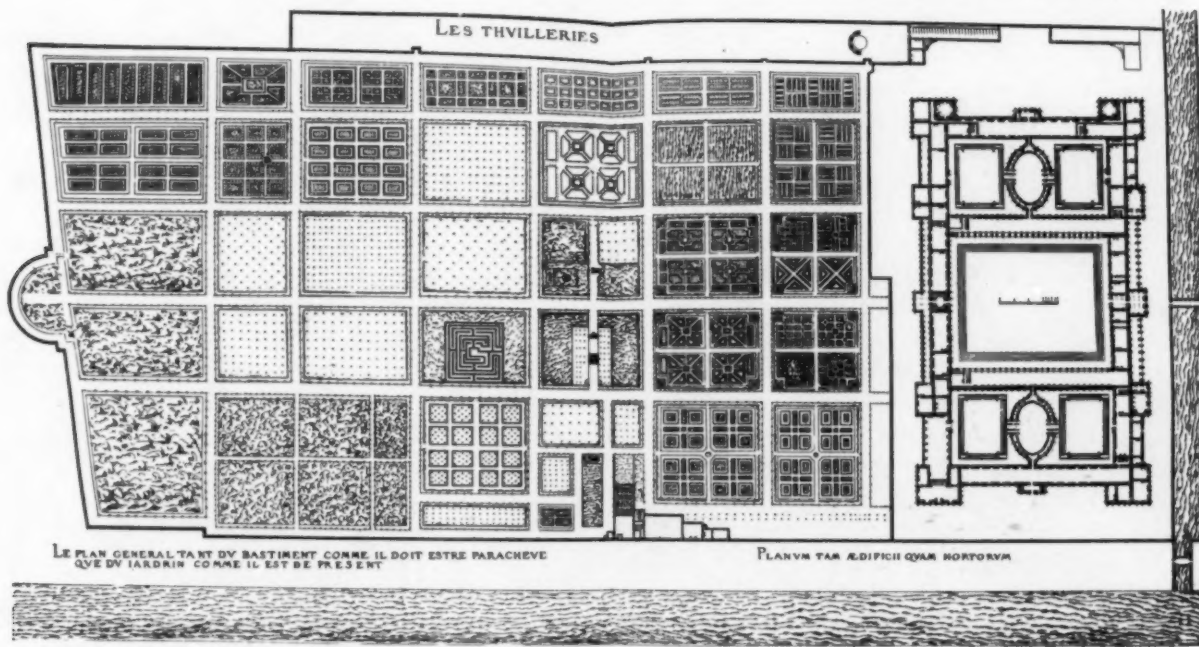 LES THVILLERIES
LE PLAN GENERAL TANT DV BASTIMENT COMME IL DOIT ESTRE PARACHEVE
QVE DV IARDRIN COMME IL EST DE PRESENT
PLANVM TAM ÆDIFICII QVAM HORTORVM